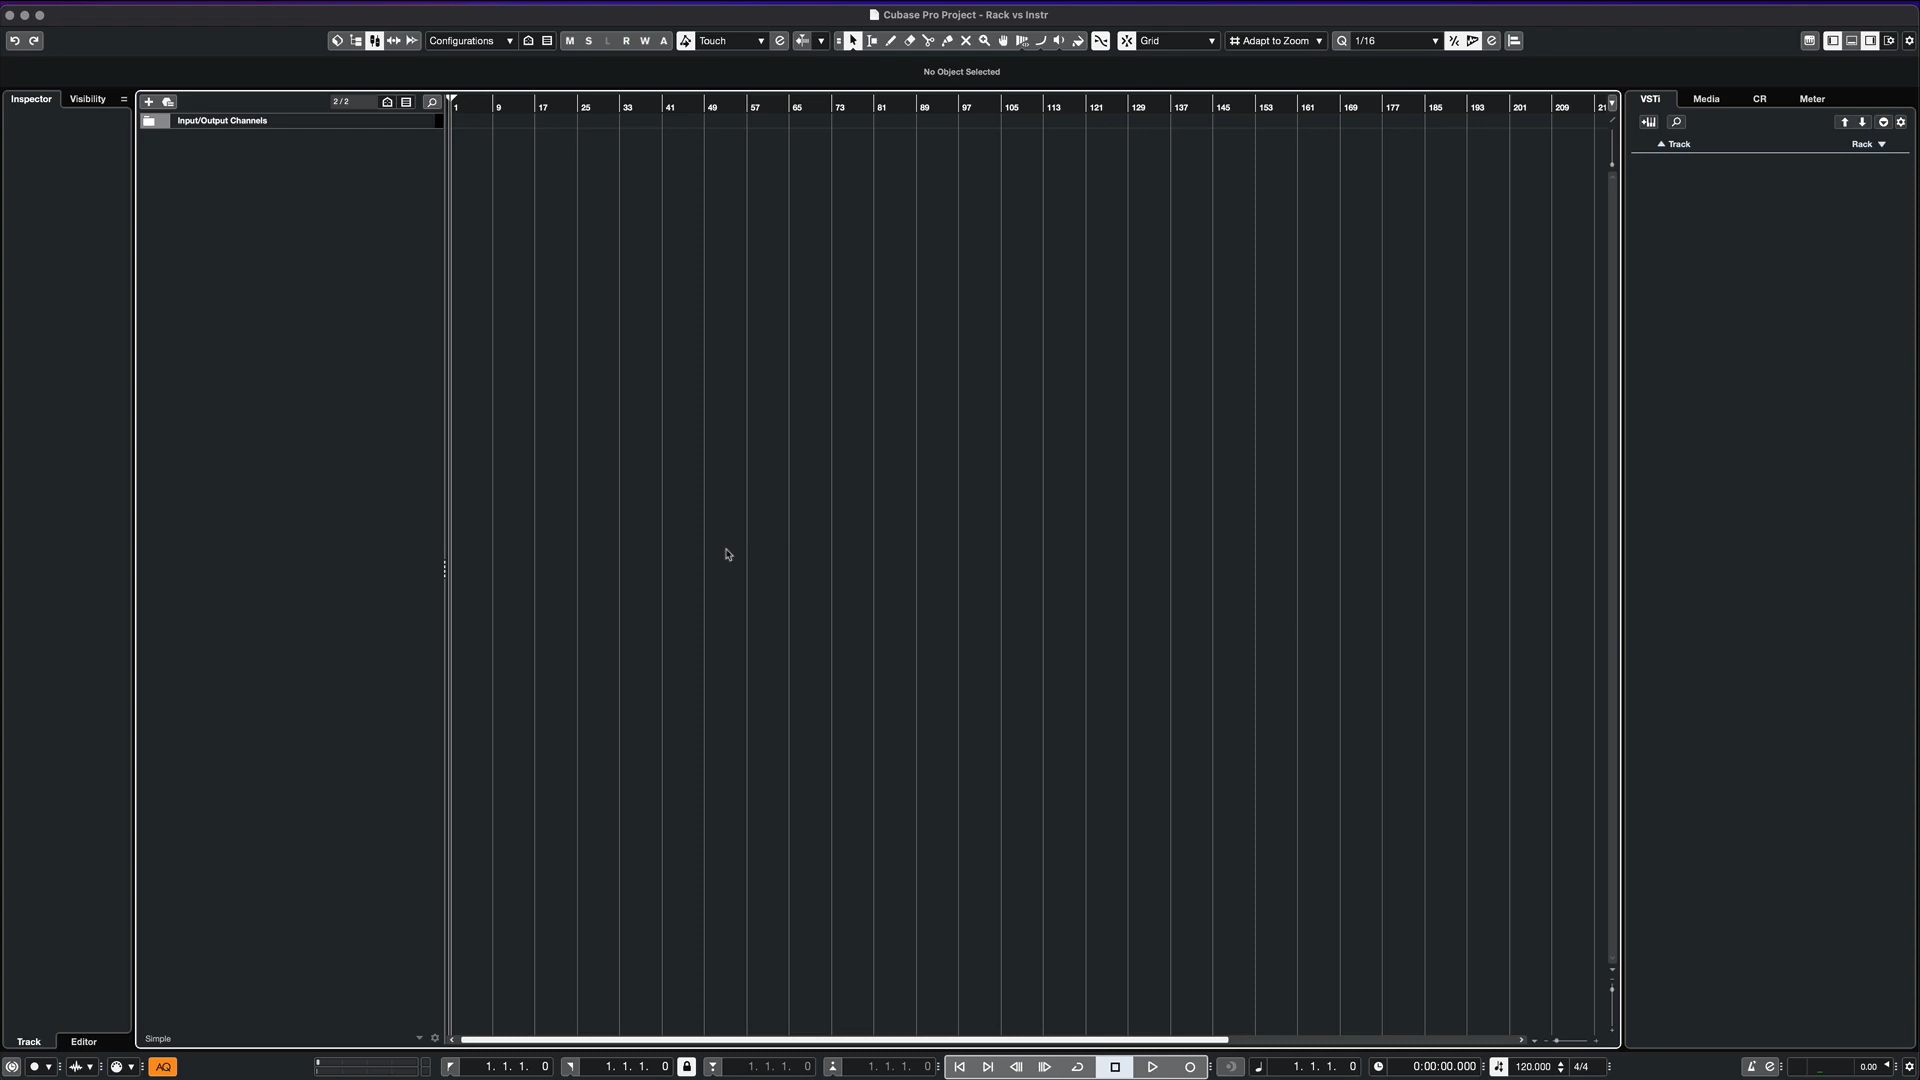 Cubase Pro Project - Rack vs Instr
Configurations
M S L R W A
Touch
Grid
Adapt to Zoom
Q 1/16
No Object Selected
Inspector Visibility
2 / 2
1 9 17 25 33 41 49 57 65 73 81 89 97 105 113 121 129 137 145 153 161 169 177 185 193 201 209 21
VSTi Media CR Meter
Input/Output Channels
Track Rack
Simple
Track Editor
AQ
1. 1. 1. 0
1. 1. 1. 0
1. 1. 1. 0
1. 1. 1. 0
1. 1. 1. 0
0:00:00.000
120.000
4/4
0.00